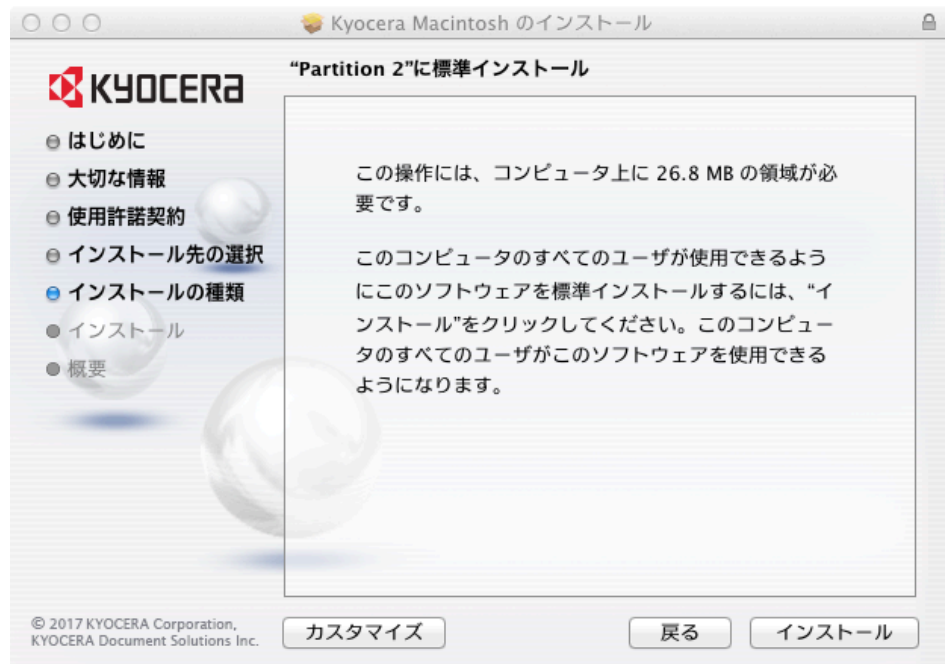 Kyocera Macintosh のインストール
KYOCERA
“Partition 2”に標準インストール
はじめに
大切な情報
使用許諾契約
インストール先の選択
インストールの種類
インストール
概要
この操作には、コンピュータ上に 26.8 MB の領域が必
要です。
このコンピュータのすべてのユーザが使用できるよう
にこのソフトウェアを標準インストールするには、“イ
ンストール”をクリックしてください。このコンピュー
タのすべてのユーザがこのソフトウェアを使用できる
ようになります。
© 2017 KYOCERA Corporation,
KYOCERA Document Solutions Inc.
カスタマイズ
戻る
インストール